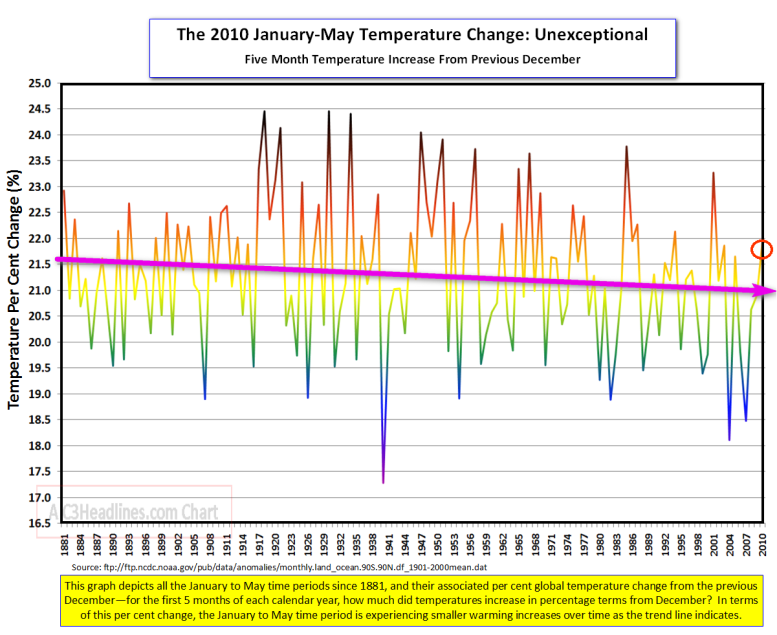 The 2010 January-May Temperature Change: Unexceptional
Five Month Temperature Increase From Previous December
Temperature Per Cent Change (%)
25.0
24.5
24.0
23.5
23.0
22.5
22.0
21.5
21.0
20.5
20.0
19.5
19.0
18.5
18.0
17.5
17.0
16.5
A C3Headlines.com Chart
1881 1884 1887 1890 1893 1896 1899 1902 1905 1908 1911 1914 1917 1920 1923 1926 1929 1932 1935 1938 1941 1944 1947 1950 1953 1956 1959 1962 1965 1968 1971 1974 1977 1980 1983 1986 1989 1992 1995 1998 2001 2004 2007 2010
Source: ftp://ftp.ncdc.noaa.gov/pub/data/anomalies/monthly.land_ocean.90S.90N.df_1901-2000mean.dat
This graph depicts all the January to May time periods since 1881, and their associated per cent global temperature change from the previous
December—for the first 5 months of each calendar year, how much did temperatures increase in percentage terms from December?  In terms
of this per cent change, the January to May time period is experiencing smaller warming increases over time as the trend line indicates.